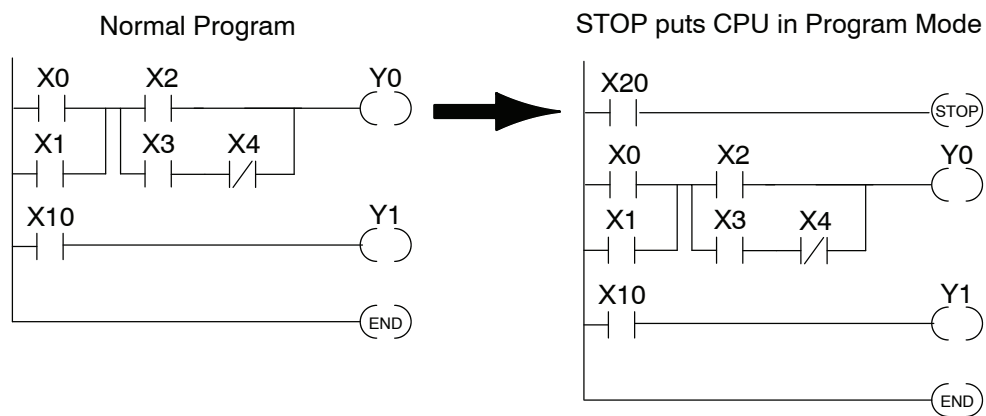 Normal Program
X0 X2 Y0
X1 X3 X4
X10 Y1
END
STOP puts CPU in Program Mode
X20
STOP
X0 X2 Y0
X1 X3 X4
X10 Y1
END